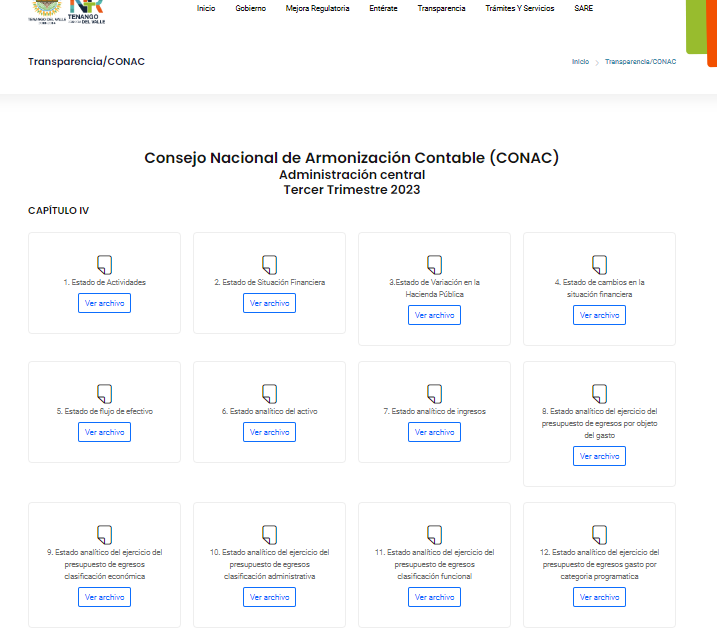 TENANGO DEL VALLE
TENANGO
DEL VALLE
Inicio
Gobierno
Mejora Regulatoria
Entérate
Transparencia
Trámites Y Servicios
SARE
Transparencia/CONAC
Inicio
Transparencia/CONAC
Consejo Nacional de Armonización Contable (CONAC)
Administración central
Tercer Trimestre 2023
CAPÍTULO IV
1. Estado de Actividades
Ver archivo
2. Estado de Situación Financiera
Ver archivo
3.Estado de Variación en la
Hacienda Pública
Ver archivo
4. Estado de cambios en la
situación financiera
Ver archivo
5. Estado de flujo de efectivo
Ver archivo
6. Estado analítico del activo
Ver archivo
7. Estado analítico de ingresos
Ver archivo
8. Estado analítico del ejercicio del
presupuesto de egresos por objeto
del gasto
Ver archivo
9. Estado analítico del ejercicio del
presupuesto de egresos
clasificación económica
Ver archivo
10. Estado analítico del ejercicio del
presupuesto de egresos
clasificación administrativa
Ver archivo
11. Estado analítico del ejercicio del
presupuesto de egresos
clasificación funcional
Ver archivo
12. Estado analítico del ejercicio del
presupuesto de egresos gasto por
categoria programatica
Ver archivo